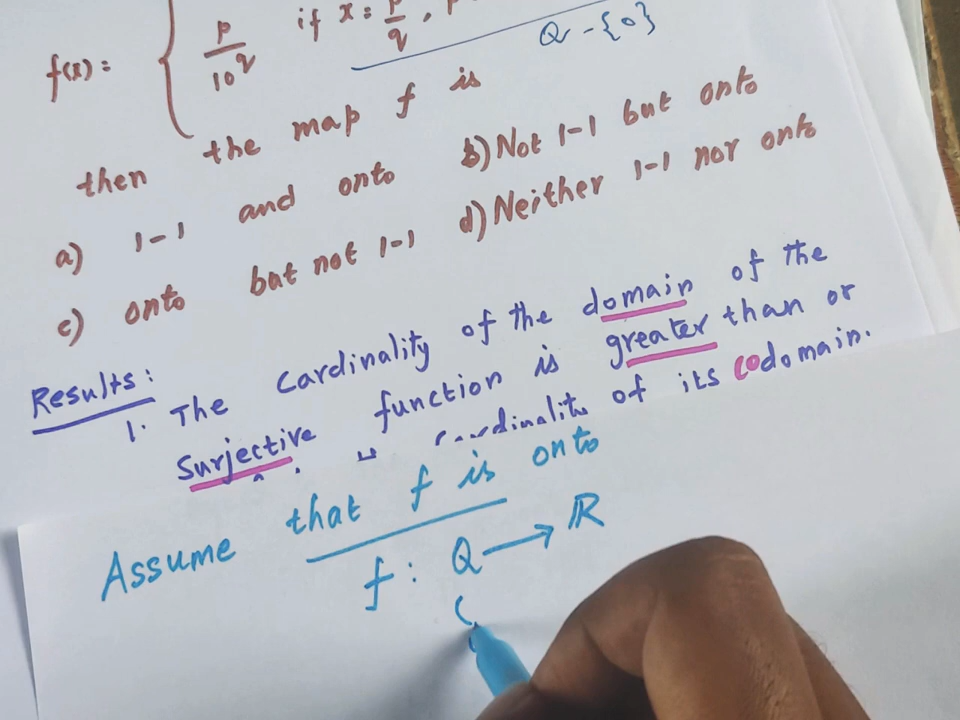 f(x) = { p/10^q if x = p/q,
Q - {0}
then the map f is
a) 1-1 and onto b) Not 1-1 but onto
c) onto but not 1-1 d) Neither 1-1 nor onto
Results:
1. The cardinality of the domain of the
Surjective function is greater than or
cardinality of its codomain.
Assume that f is onto
f : Q → ℝ